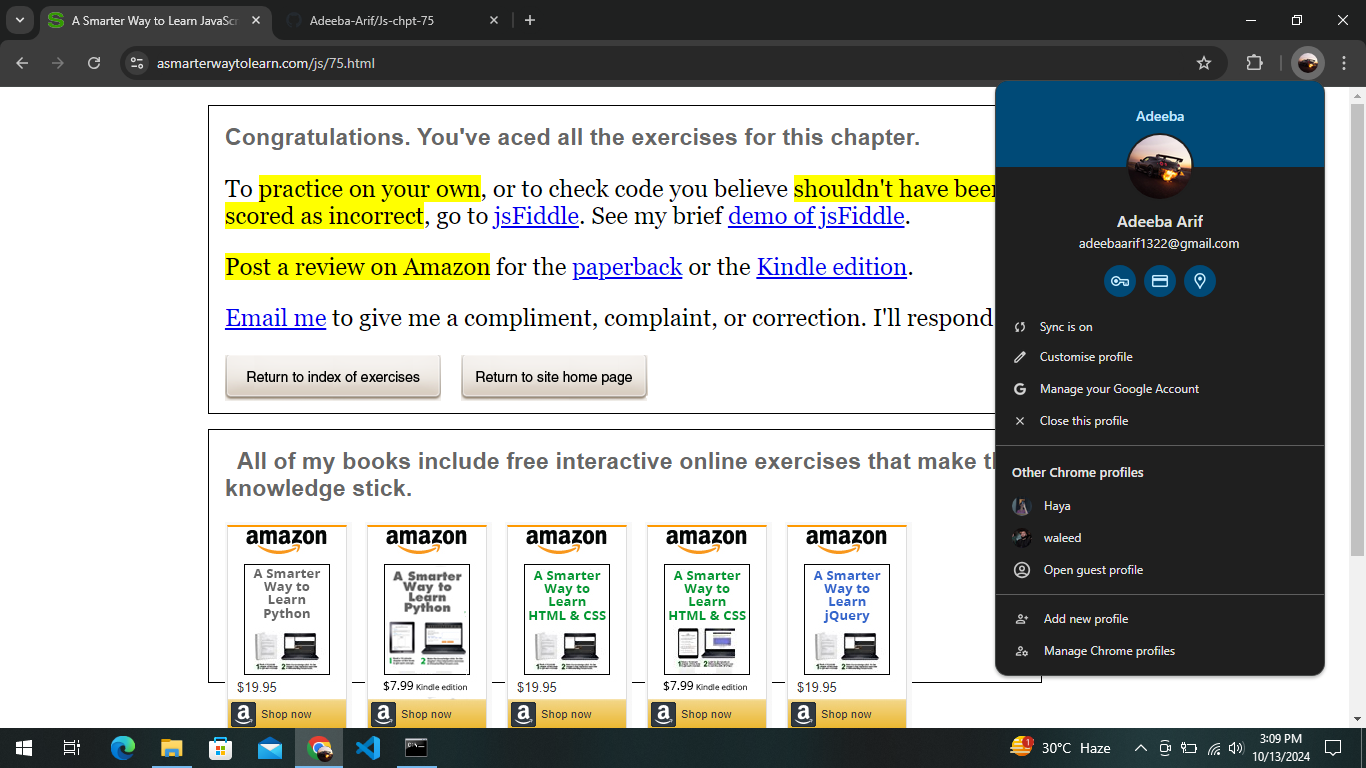 A Smarter Way to Learn JavaScr
Adeeba-Arif/Js-chpt-75
asmarterwaytolearn.com/js/75.html
Congratulations. You've aced all the exercises for this chapter.
To practice on your own, or to check code you believe shouldn't have been
scored as incorrect, go to jsFiddle. See my brief demo of jsFiddle.
Post a review on Amazon for the paperback or the Kindle edition.
Email me to give me a compliment, complaint, or correction. I'll respond
Return to index of exercises
Return to site home page
All of my books include free interactive online exercises that make th
knowledge stick.
amazon
A Smarter
Way to
Learn
Python
$19.95
Shop now
amazon
A Smarter
Way to
Learn
Python
$7.99 Kindle edition
Shop now
amazon
A Smarter
Way to
Learn
HTML & CSS
$19.95
Shop now
amazon
A Smarter
Way to
Learn
HTML & CSS
$7.99 Kindle edition
Shop now
amazon
A Smarter
Way to
Learn
jQuery
$19.95
Shop now
Adeeba
Adeeba Arif
adeebaarif1322@gmail.com
Sync is on
Customise profile
Manage your Google Account
Close this profile
Other Chrome profiles
Haya
waleed
Open guest profile
Add new profile
Manage Chrome profiles
1
30°C Haze
3:09 PM
10/13/2024